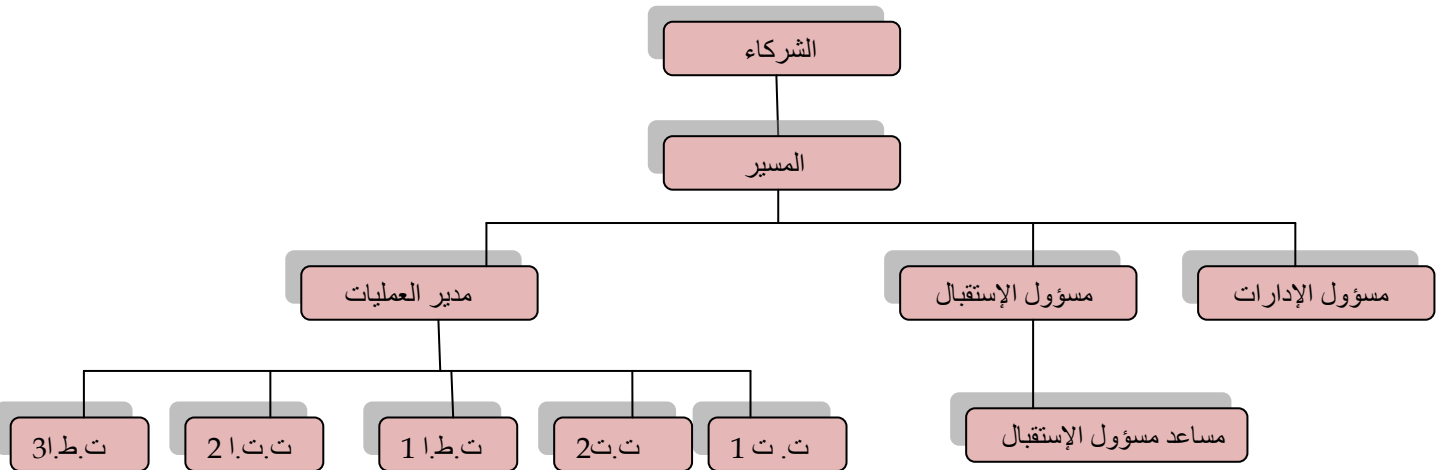 الشركاء
المسير
مسؤول الإدارات
مسؤول الإستقبال
مدير العمليات
مساعد مسؤول الإستقبال
ت. ت 1
ت.ت2
ت.ط.ا 1
ت.ت.ا 2
ت.ط.ا3